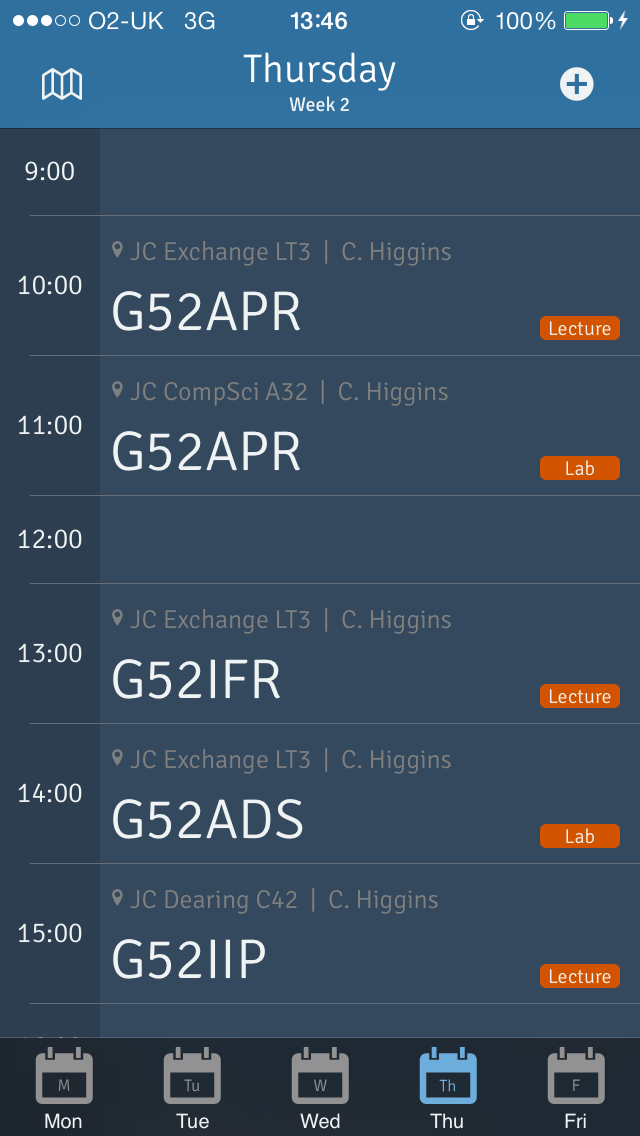 O2-UK 3G 13:46 100%
Thursday
Week 2
9:00
JC Exchange LT3 | C. Higgins
10:00
G52APR
Lecture
JC CompSci A32 | C. Higgins
11:00
G52APR
Lab
12:00
JC Exchange LT3 | C. Higgins
13:00
G52IFR
Lecture
JC Exchange LT3 | C. Higgins
14:00
G52ADS
Lab
JC Dearing C42 | C. Higgins
15:00
G52IIP
Lecture
M Tu W Th F
Mon Tue Wed Thu Fri